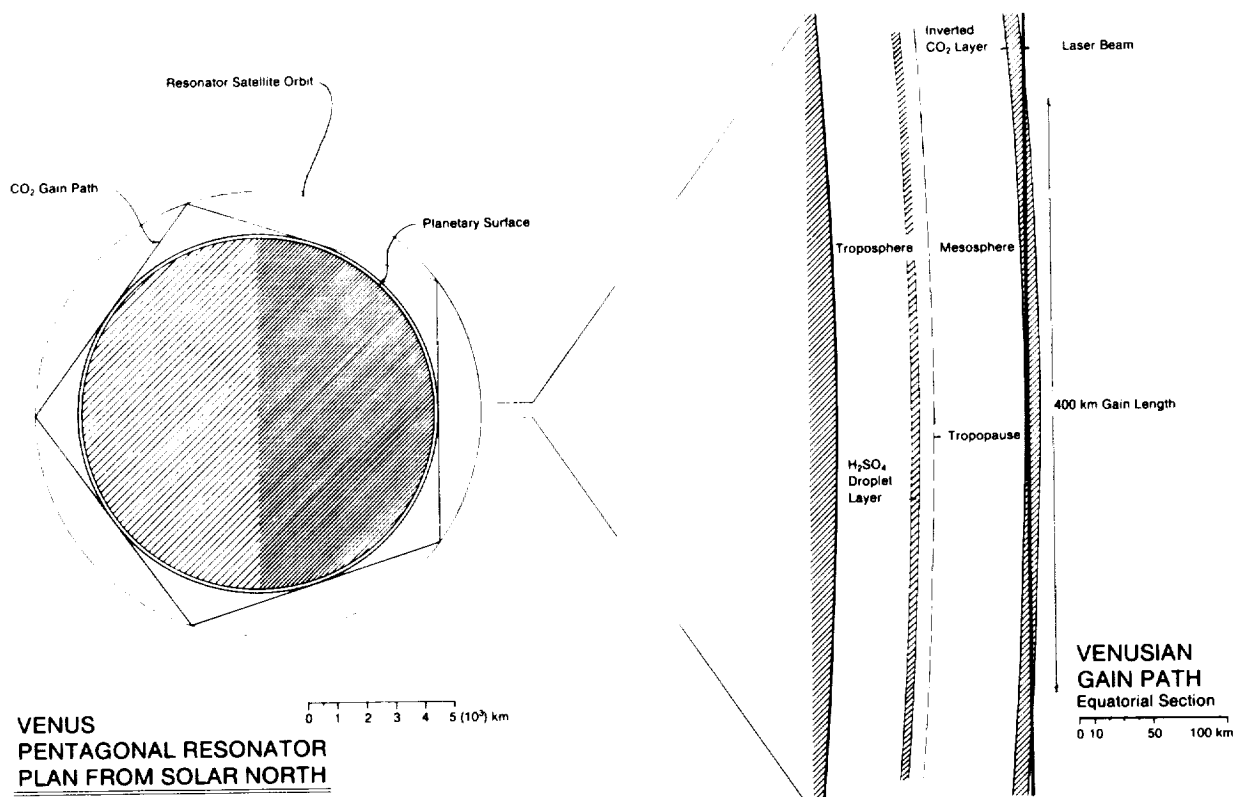 Resonator Satellite Orbit
CO₂ Gain Path
Planetary Surface
0 1 2 3 4 5 (10³) km
VENUS
PENTAGONAL RESONATOR
PLAN FROM SOLAR NORTH
Inverted
CO₂ Layer
Laser Beam
Troposphere
Mesosphere
400 km Gain Length
Tropopause
H₂SO₄
Droplet
Layer
VENUSIAN
GAIN PATH
Equatorial Section
0 10 50 100 km